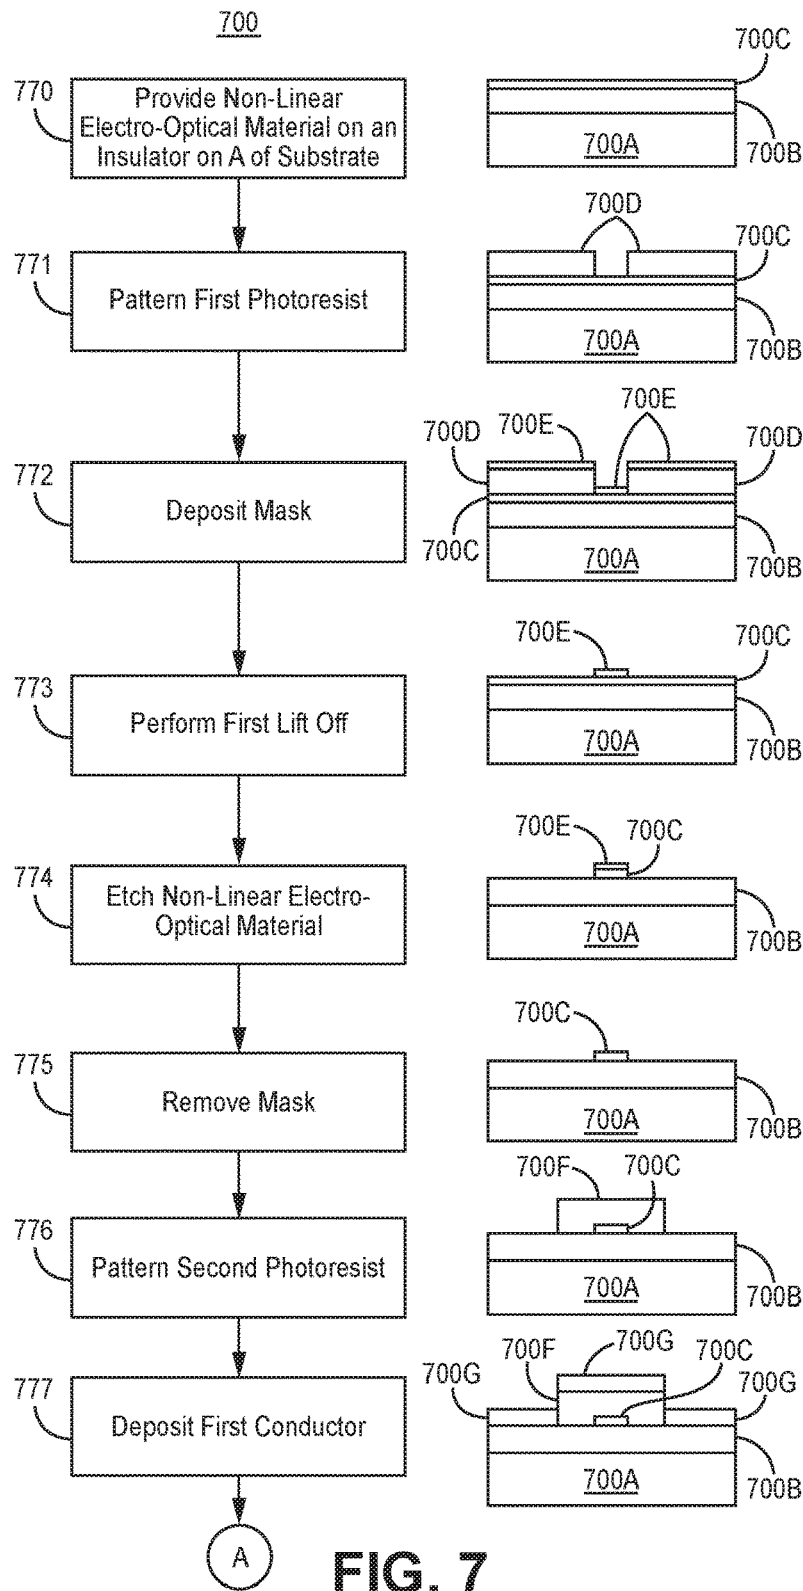 700
770
Provide Non-Linear
Electro-Optical Material on an
Insulator on A of Substrate
700C
700B
700A
771
Pattern First Photoresist
700D
700C
700B
700A
772
Deposit Mask
700D
700E
700E
700D
700C
700A
700B
773
Perform First Lift Off
700E
700C
700B
700A
774
Etch Non-Linear Electro-
Optical Material
700E
700C
700A
700B
775
Remove Mask
700C
700A
700B
776
Pattern Second Photoresist
700F
700C
700A
700B
777
Deposit First Conductor
700G
700F
700G
700C
700G
700A
700B
A
FIG. 7